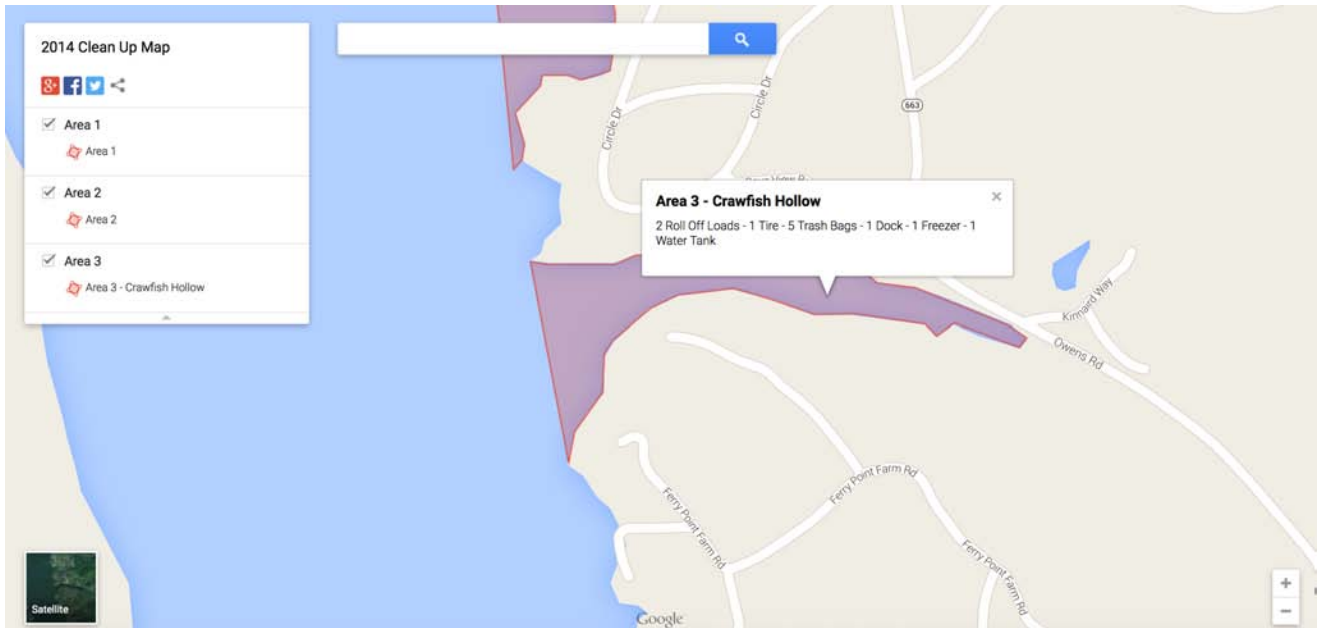 2014 Clean Up Map
Area 1
Area 1
Area 2
Area 2
Area 3
Area 3 - Crawfish Hollow
Satellite
Circle Dr
Circle Dr
663
Area 3 - Crawfish Hollow
2 Roll Off Loads - 1 Tire - 5 Trash Bags - 1 Dock - 1 Freezer - 1
Water Tank
Kinnaird Way
Owens Rd
Ferry Point Farm Rd
Ferry Point Farm Rd
Ferry Point Farm Rd
Google